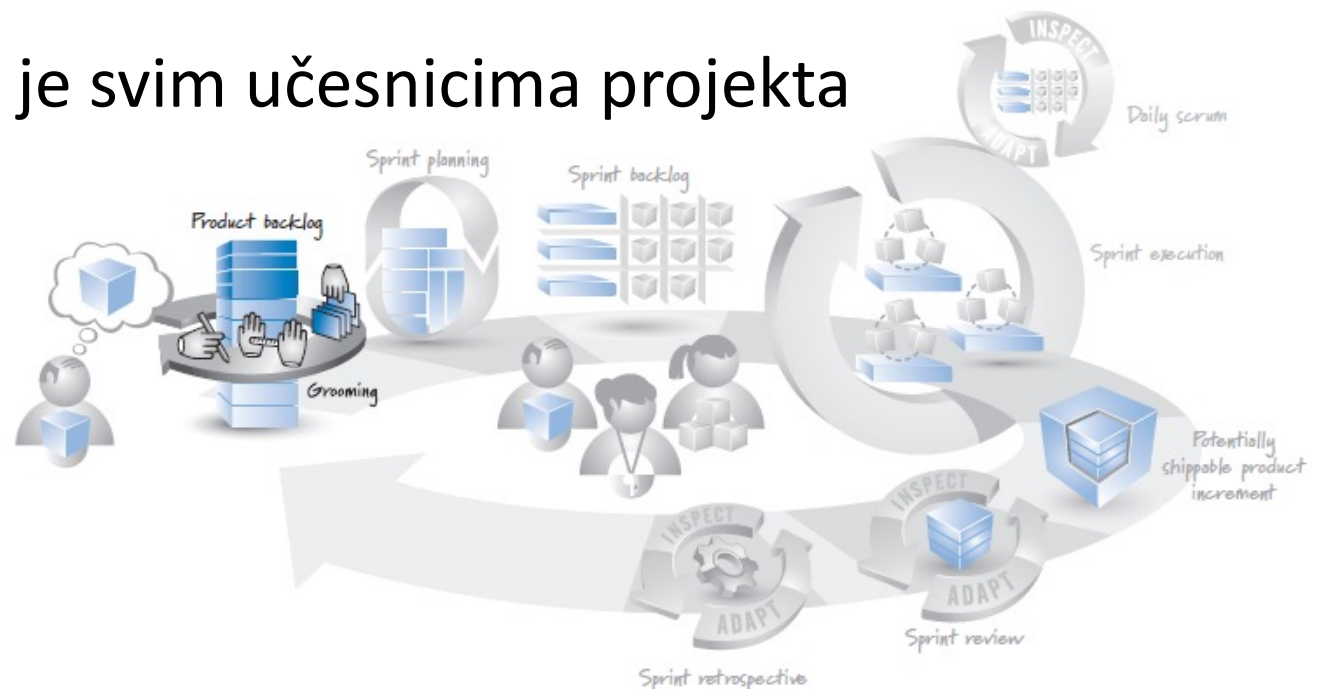 je svim učesnicima projekta
INSPECT
ADAPT
Daily scrum
Sprint planning
Sprint backlog
Product backlog
Sprint execution
Grooming
Potentially
shippable product
increment
INSPECT
ADAPT
Sprint review
INSPECT
ADAPT
Sprint retrospective